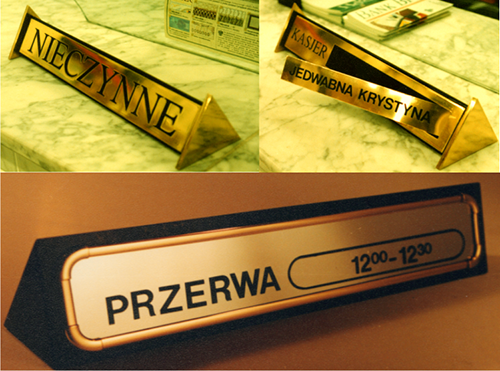 NIECZYNNE
KASJER
JEDWABNA KRYSTYNA
PRZERWA 12⁰⁰-12³⁰